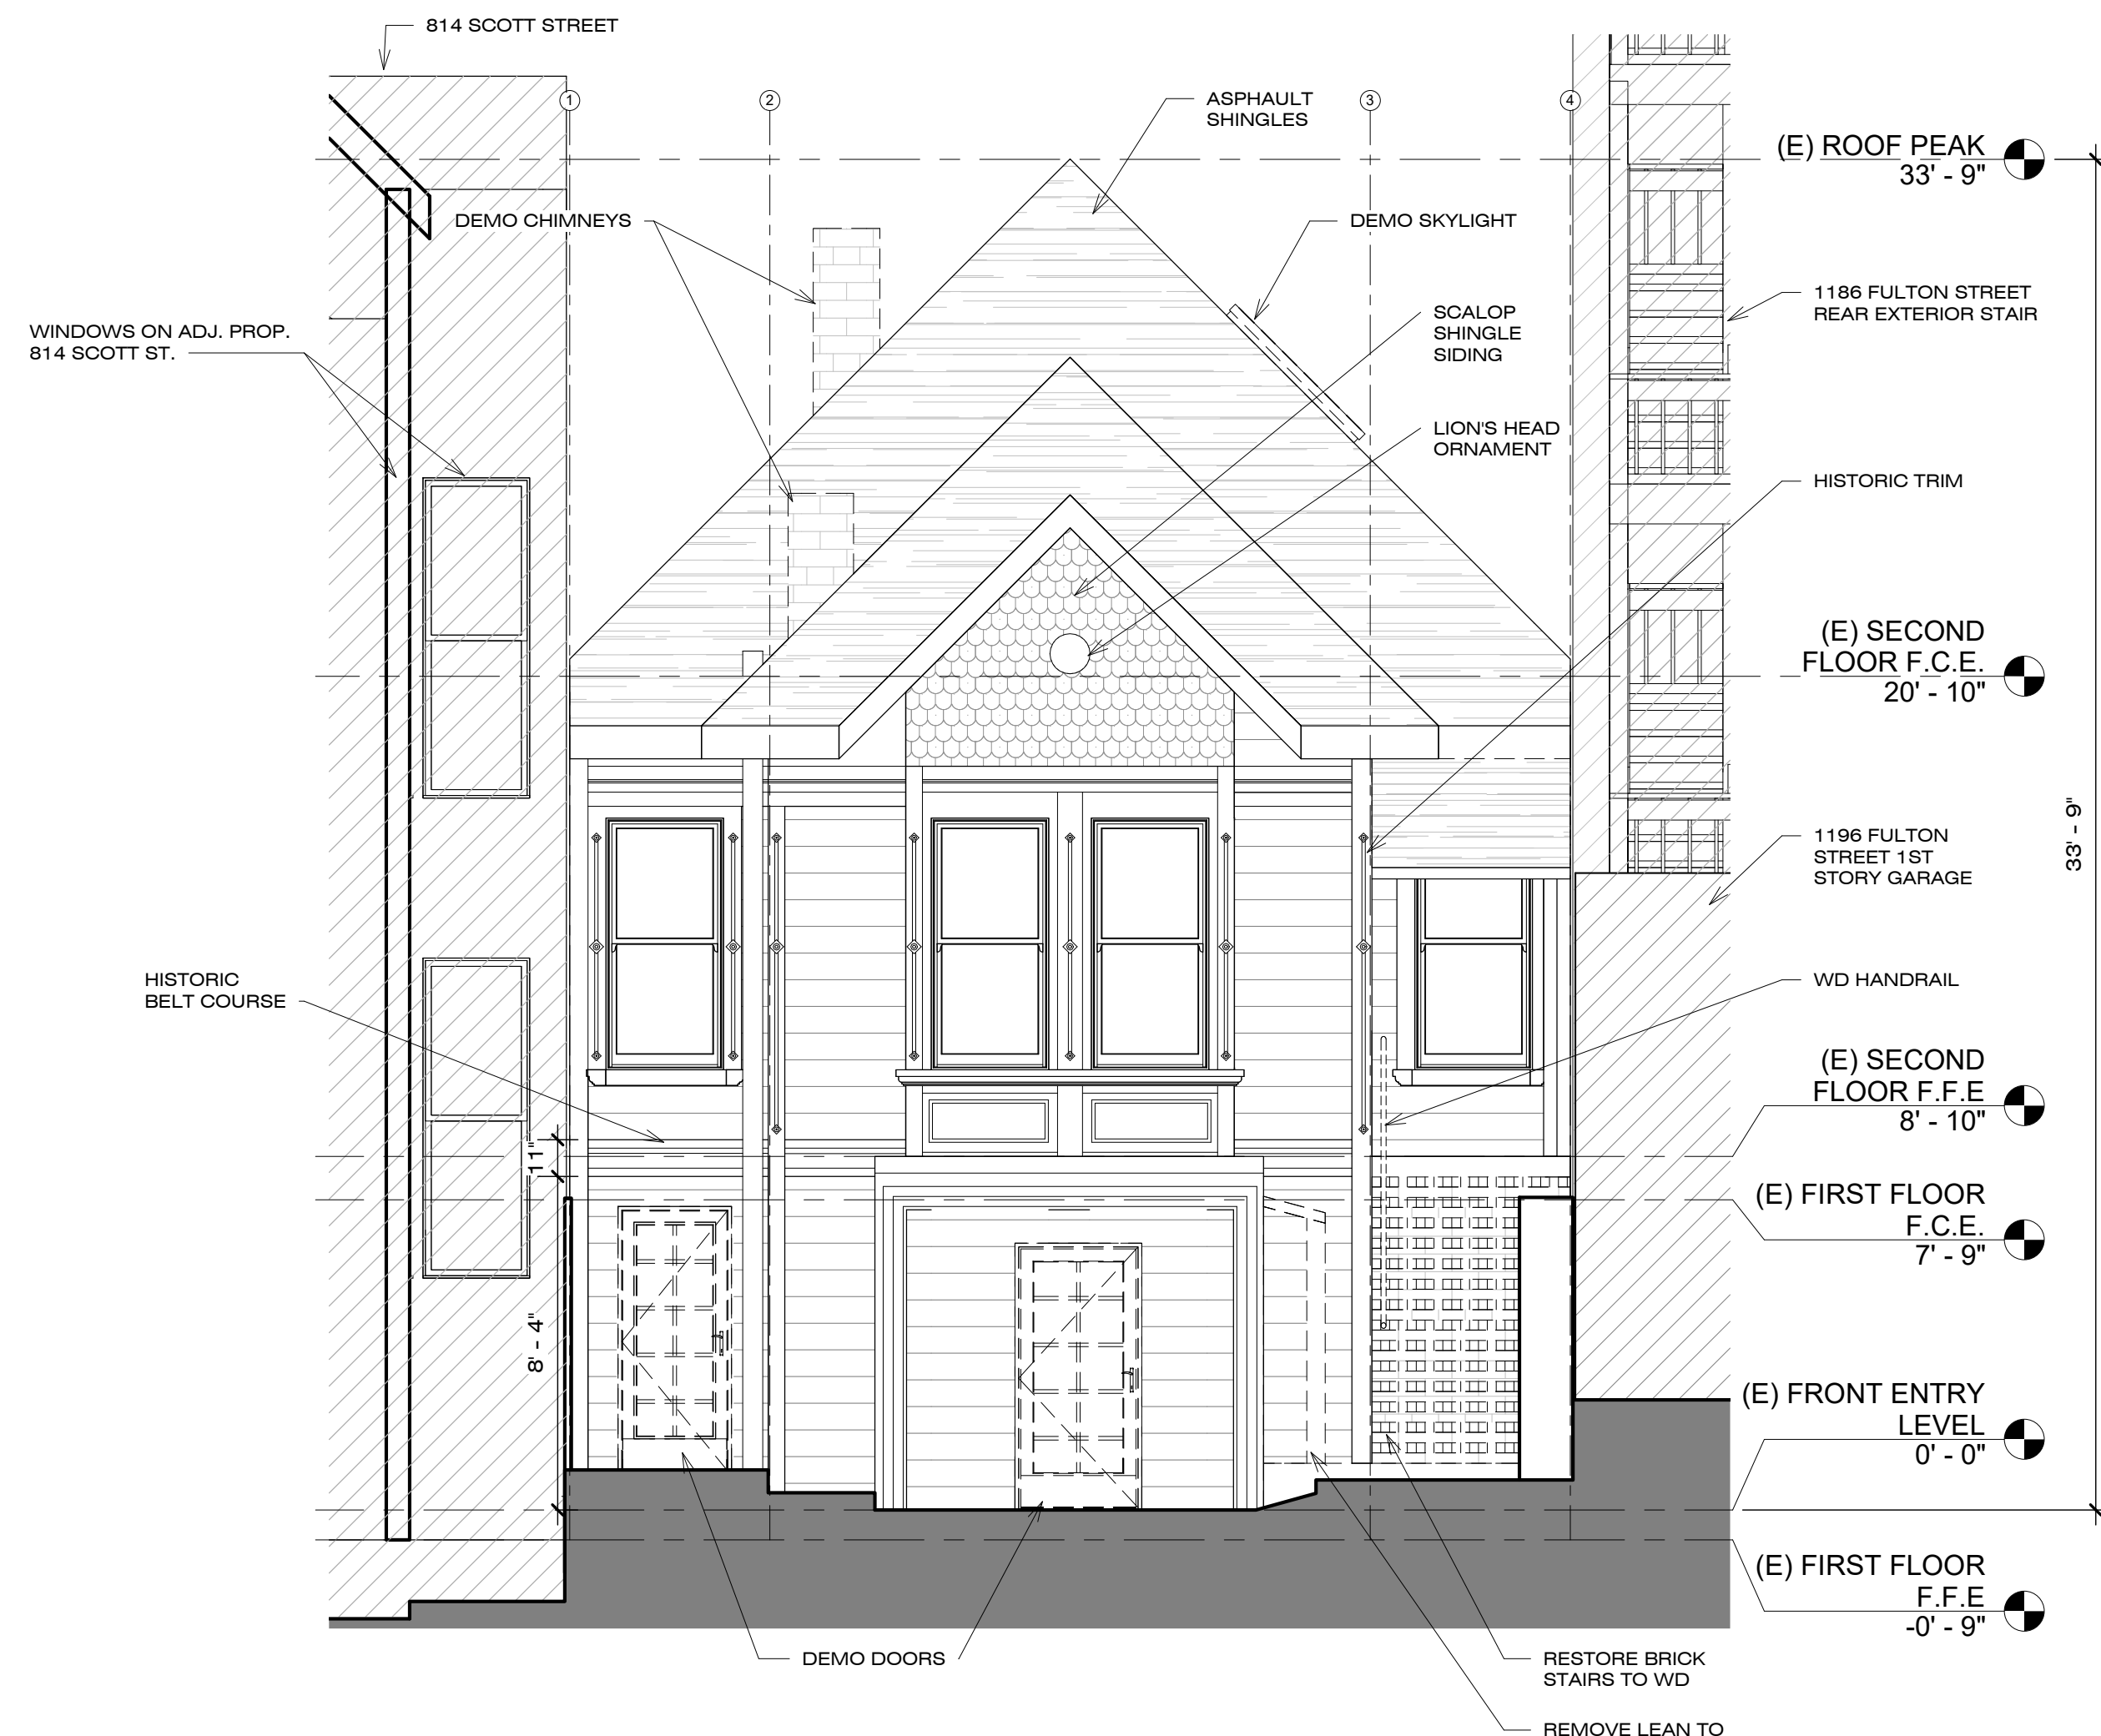 814 SCOTT STREET
1
2
3
4
ASPHAULT
SHINGLES
(E) ROOF PEAK
33' - 9"
DEMO CHIMNEYS
DEMO SKYLIGHT
1186 FULTON STREET
REAR EXTERIOR STAIR
WINDOWS ON ADJ. PROP.
814 SCOTT ST.
SCALOP
SHINGLE
SIDING
LION'S HEAD
ORNAMENT
HISTORIC TRIM
(E) SECOND
FLOOR F.C.E.
20' - 10"
33' - 9"
1196 FULTON
STREET 1ST
STORY GARAGE
HISTORIC
BELT COURSE
WD HANDRAIL
(E) SECOND
FLOOR F.F.E
8' - 10"
11"
(E) FIRST FLOOR
F.C.E.
7' - 9"
8' - 4"
(E) FRONT ENTRY
LEVEL
0' - 0"
(E) FIRST FLOOR
F.F.E
-0' - 9"
DEMO DOORS
RESTORE BRICK
STAIRS TO WD
REMOVE LEAN TO